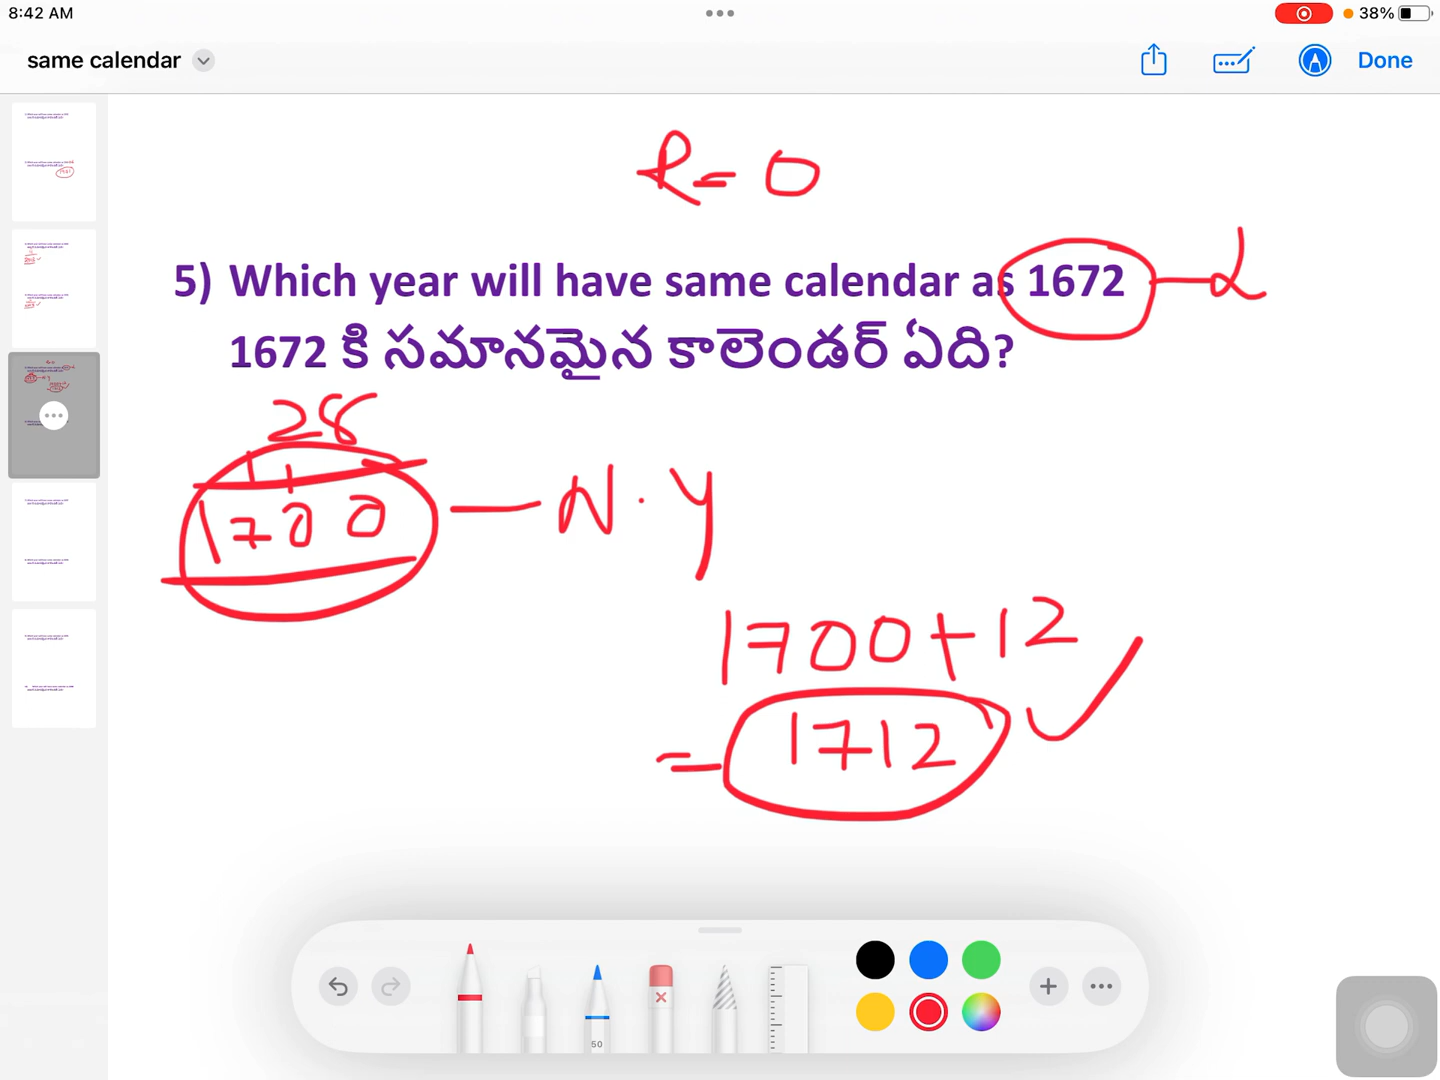 8:42 AM
38%
same calendar
Done
R = 0
5) Which year will have same calendar as 1672 — L
1672 కి సమానమైన కాలెండర్ ఏది?
28
1700 — N.Y
1700+12
= 1712
50